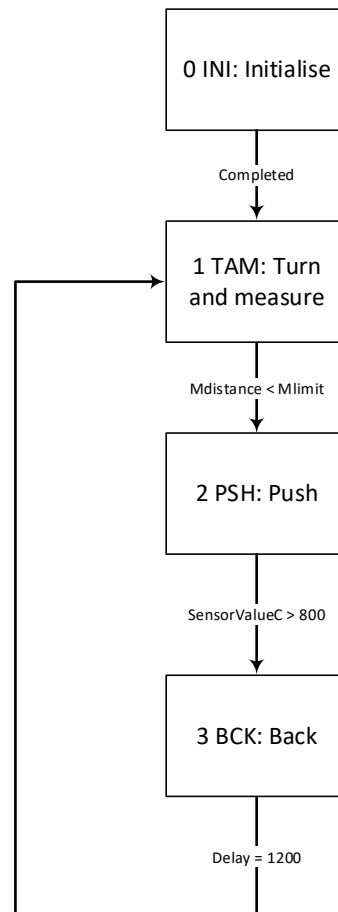 0 INI: Initialise
Completed
1 TAM: Turn
and measure
Mdistance < Mlimit
2 PSH: Push
SensorValueC > 800
3 BCK: Back
Delay = 1200